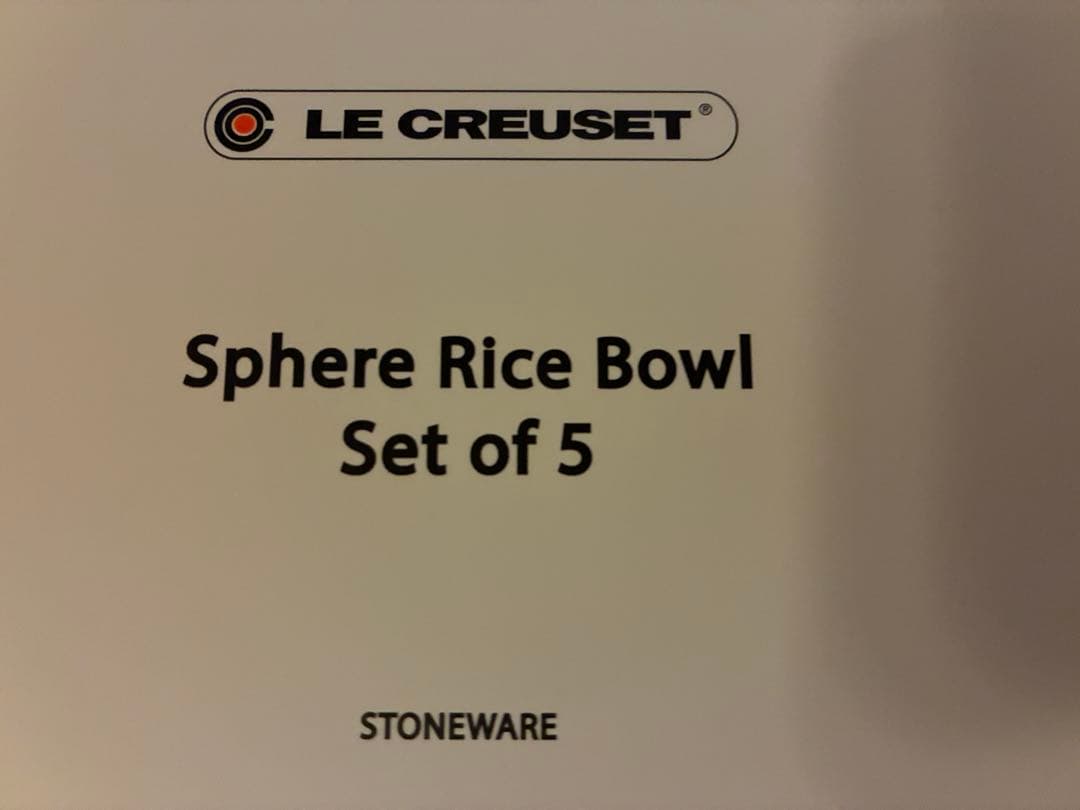 LE CREUSET®
Sphere Rice Bowl
Set of 5
STONEWARE